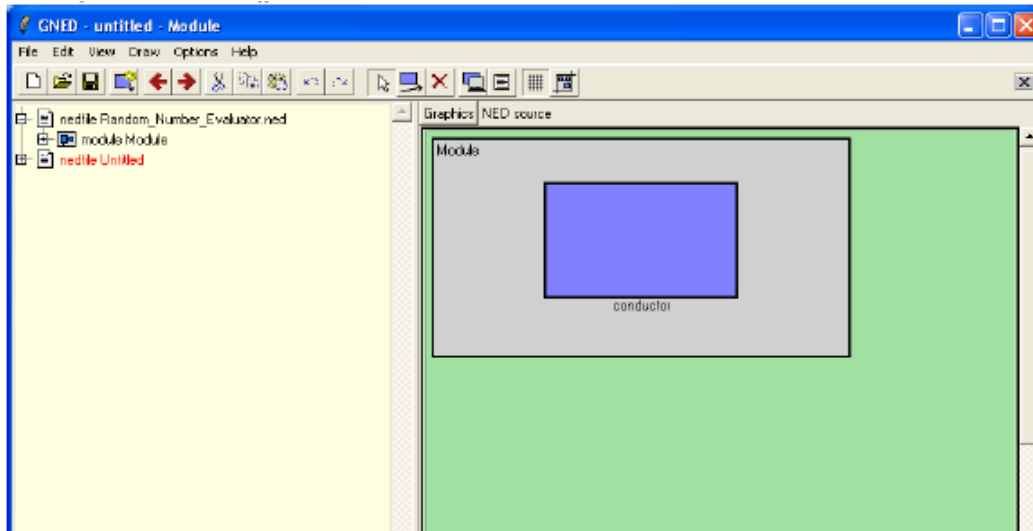 GNED - untitled - Module
File Edit View Draw Options Help
nedfile Random_Number_Evaluator.ned
module Module
nedfile Untitled
Graphics NED source
Module
conductor